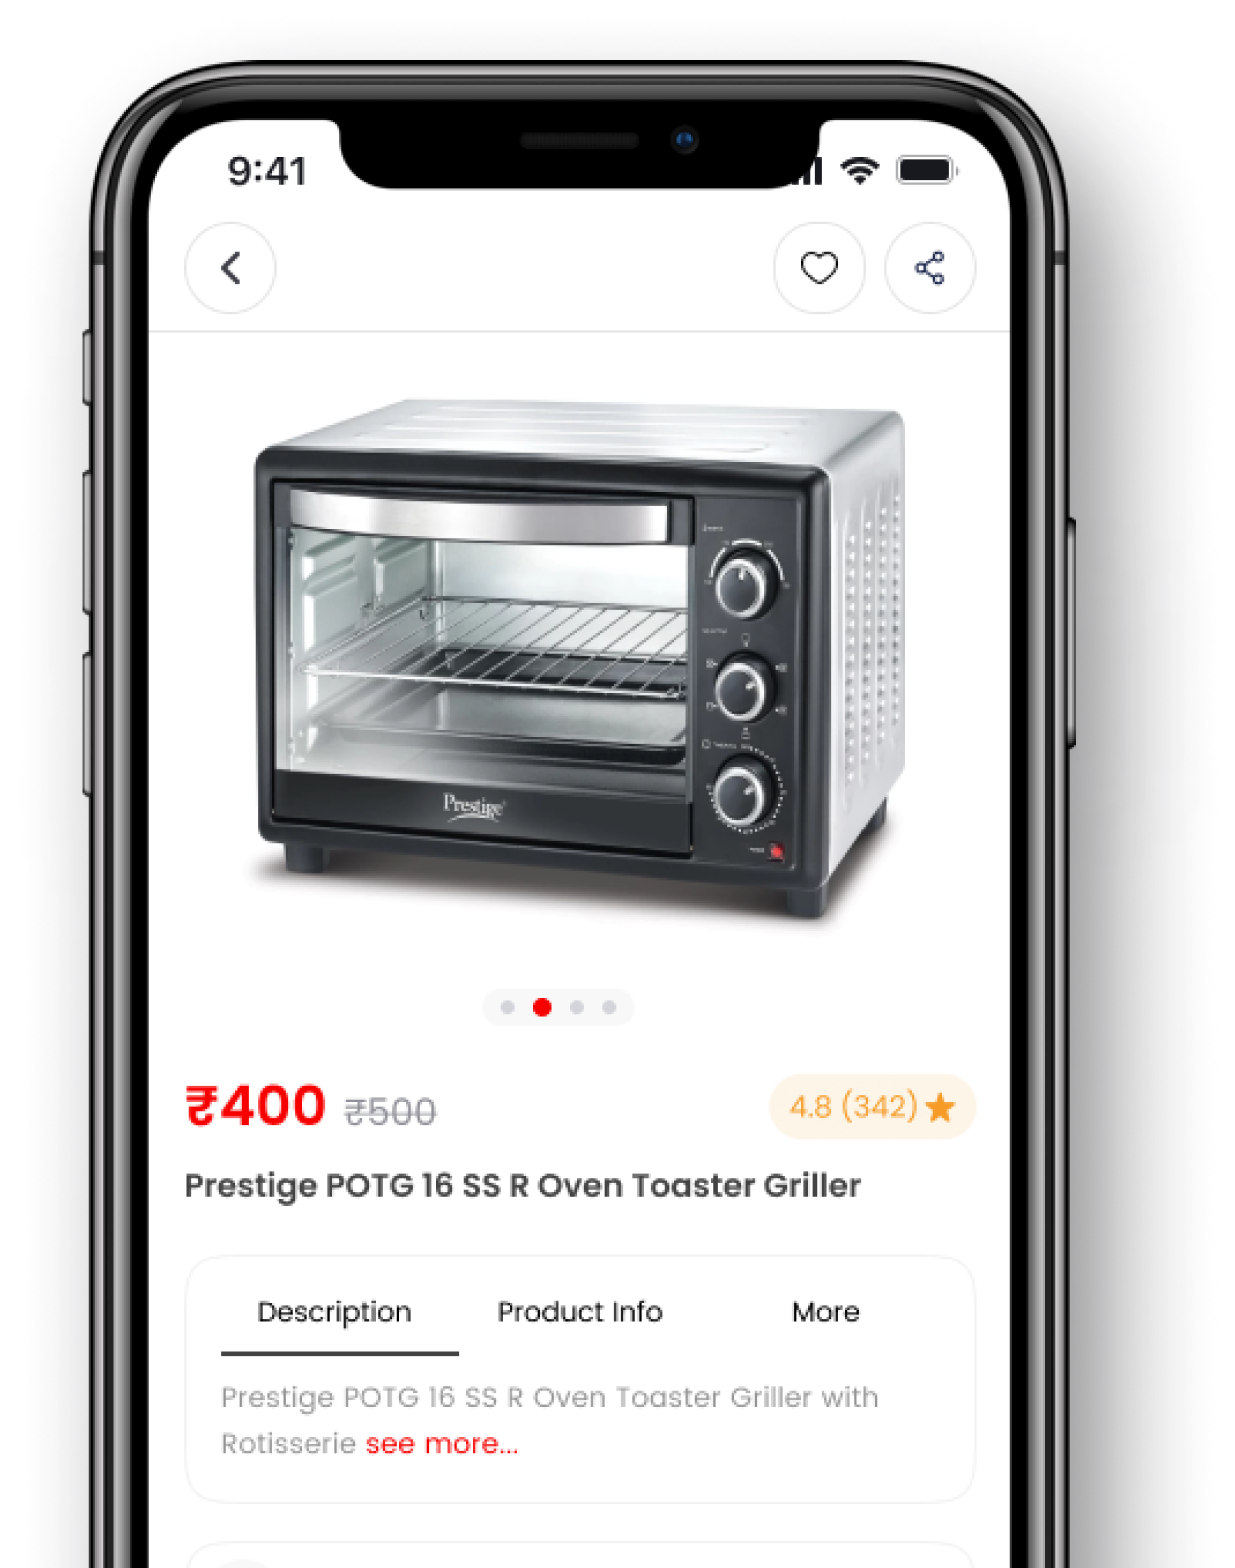 9:41
Prestige
₹400 ₹500
4.8 (342)
Prestige POTG 16 SS R Oven Toaster Griller
Description Product Info More
Prestige POTG 16 SS R Oven Toaster Griller with
Rotisserie see more...